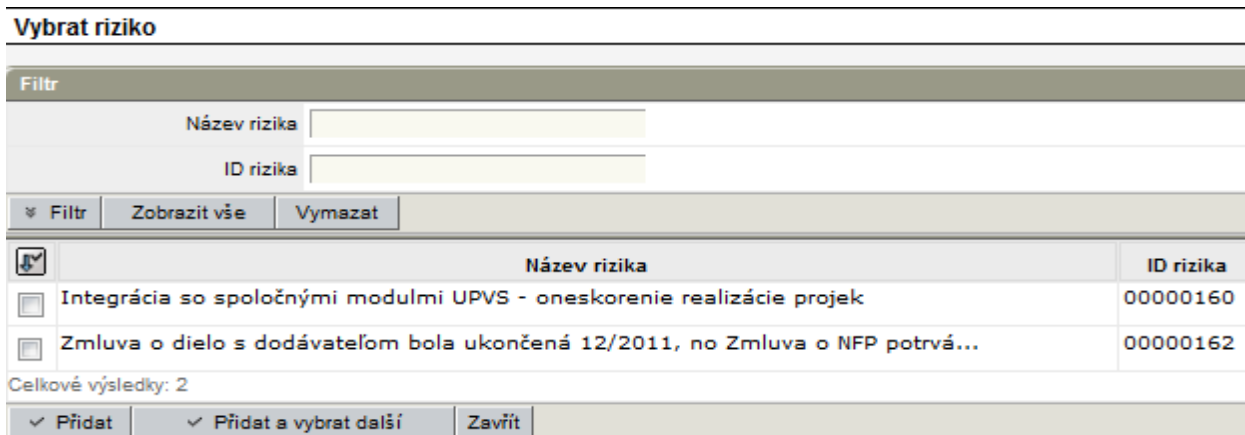 Vybrat riziko
Filtr
Název rizika
ID rizika
Filtr Zobrazit vše Vymazat
Název rizika ID rizika
Integrácia so spoločnými modulmi UPVS - oneskorenie realizácie projek 00000160
Zmluva o dielo s dodávateľom bola ukončená 12/2011, no Zmluva o NFP potrvá... 00000162
Celkové výsledky: 2
Přidat Přidat a vybrat další Zavřít